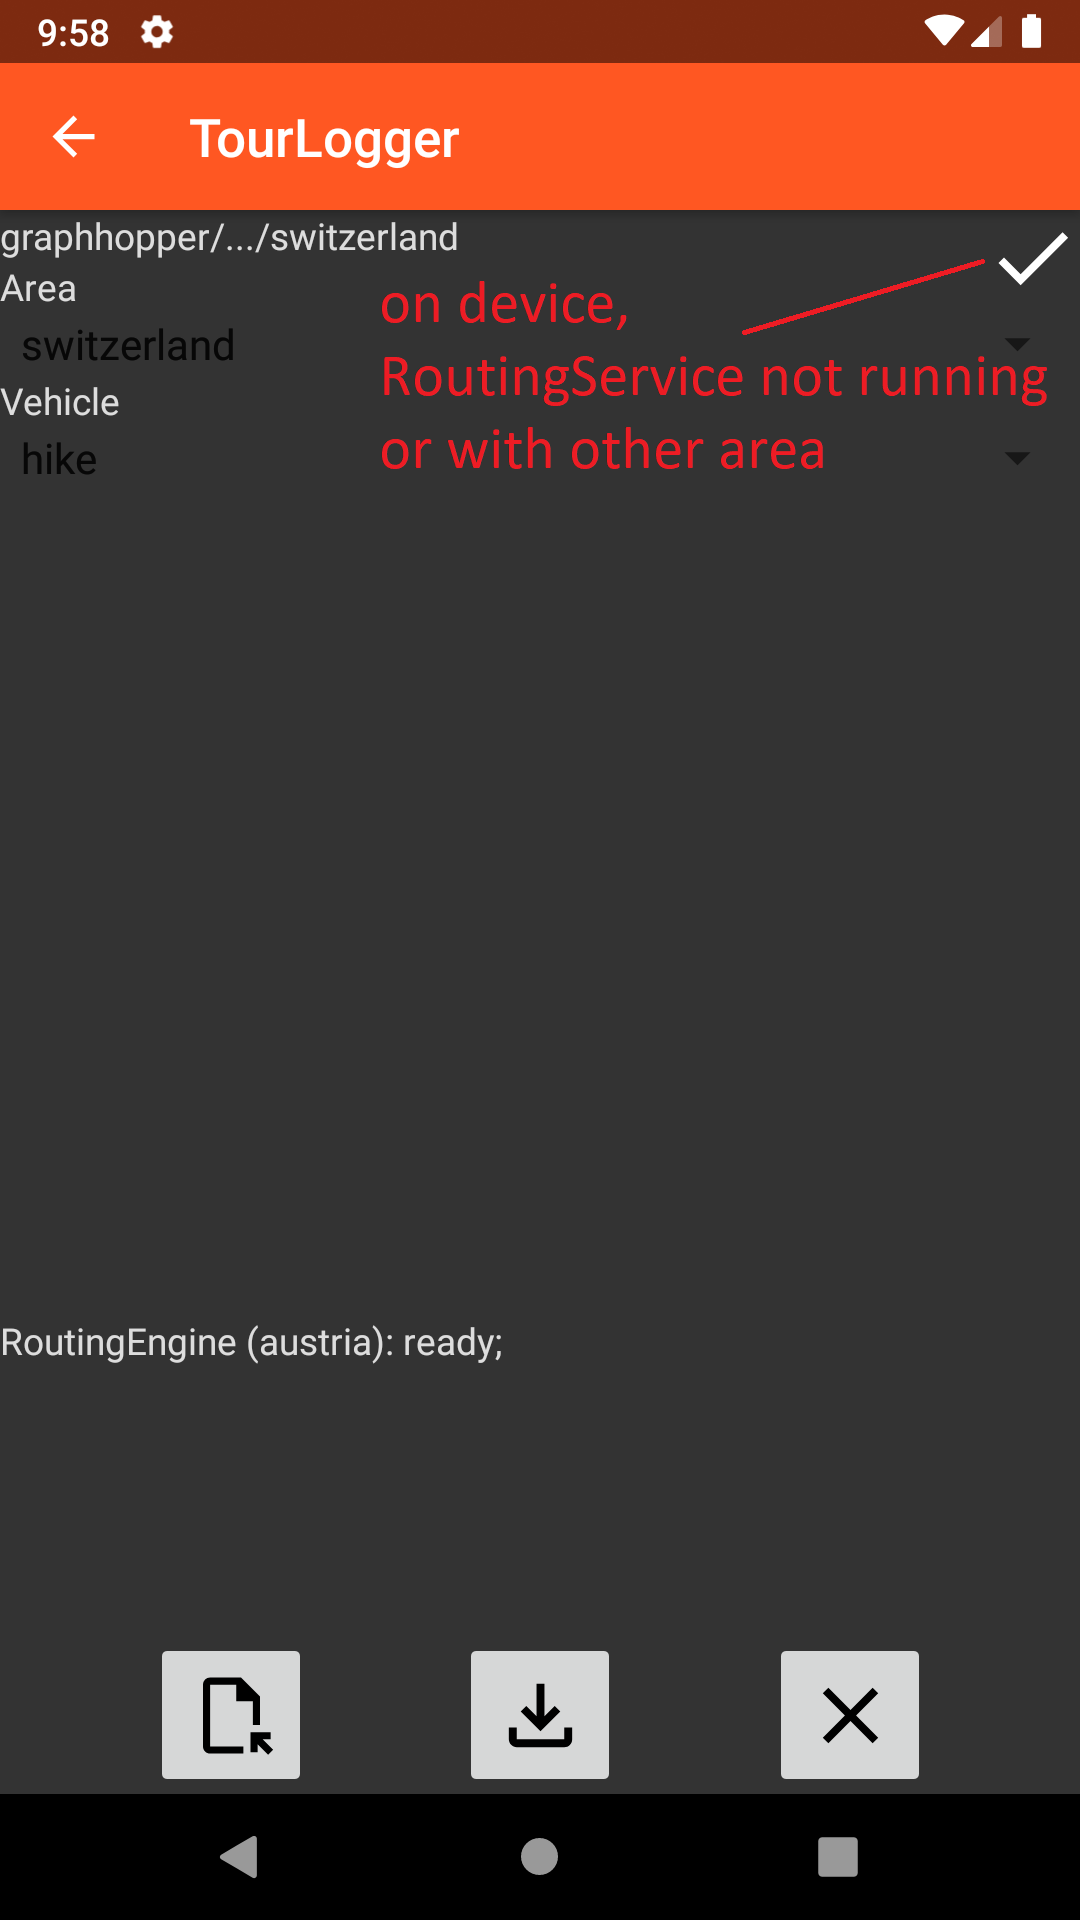 9:58
TourLogger
graphhopper/.../switzerland
Area
on device,
switzerland
RoutingService not running
Vehicle
or with other area
hike
RoutingEngine (austria): ready;